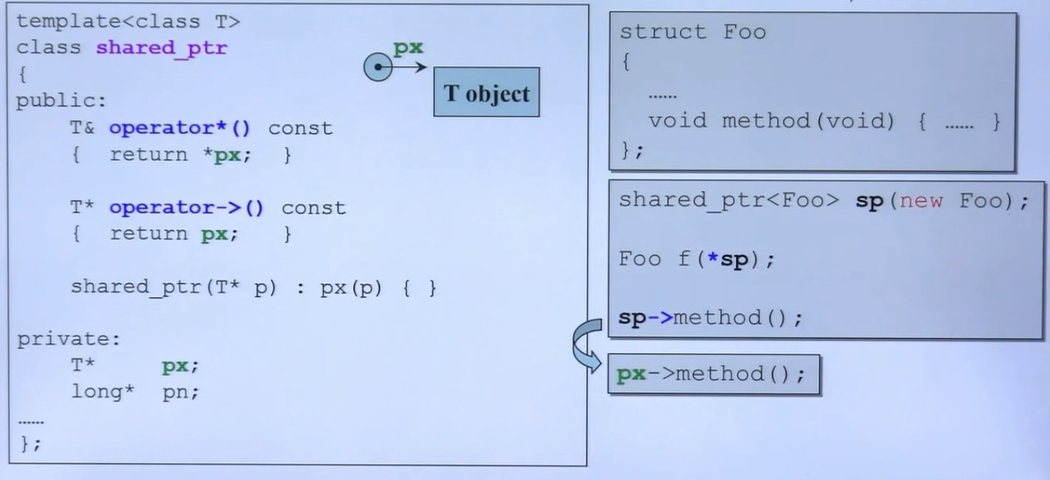 template<class T>
class shared_ptr
{
public:
T& operator*() const
{ return *px; }
T* operator->() const
{ return px; }
shared_ptr(T* p) : px(p) { }
private:
T* px;
long* pn;
......
};
px
T object
struct Foo
{
......
void method(void) { ...... }
};
shared_ptr<Foo> sp(new Foo);
Foo f(*sp);
sp->method();
px->method();